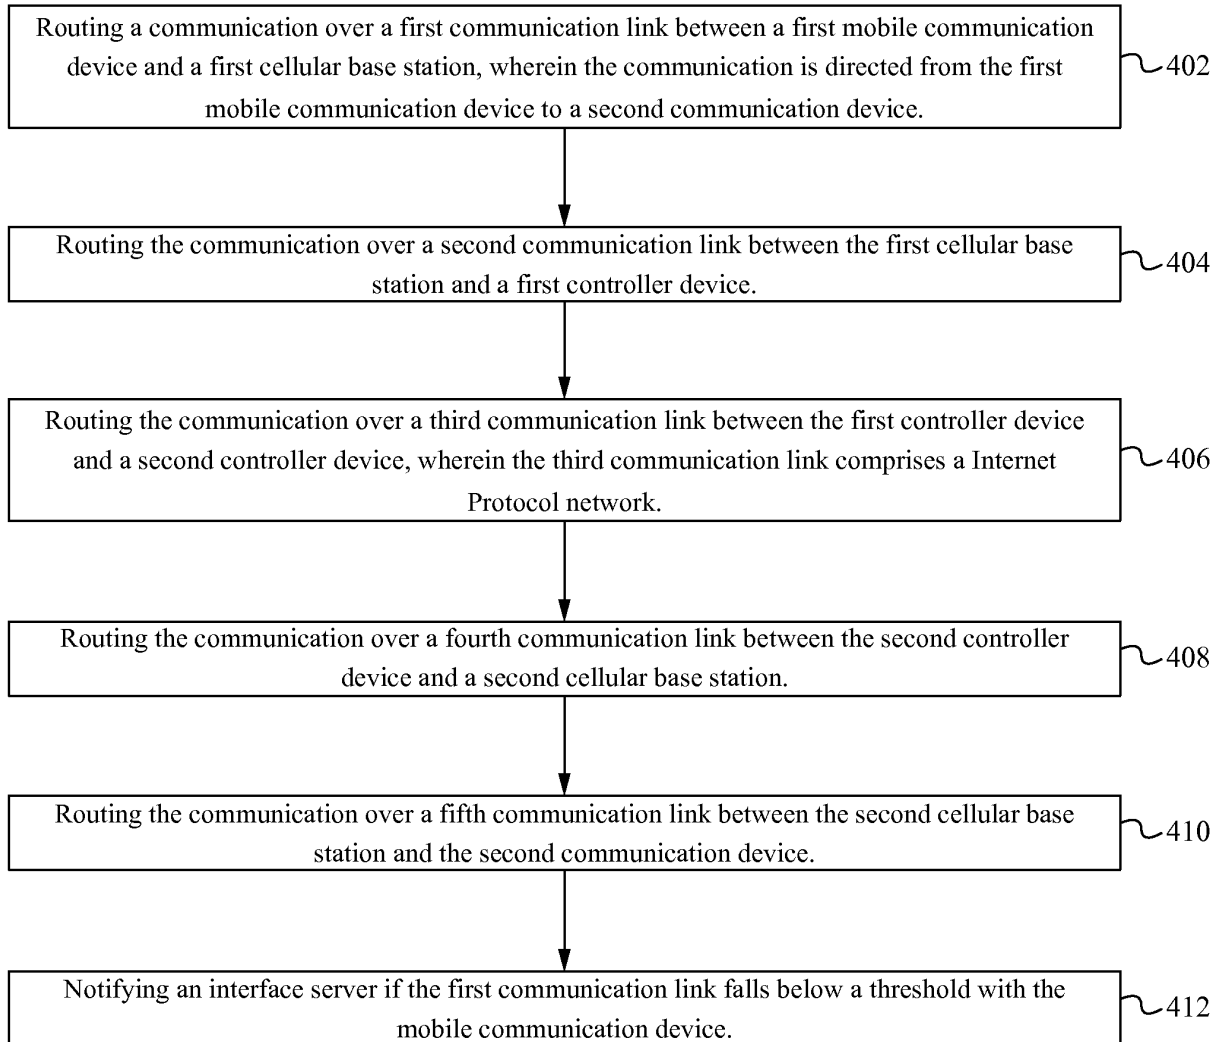 Routing a communication over a first communication link between a first mobile communication
device and a first cellular base station, wherein the communication is directed from the first
mobile communication device to a second communication device.
402
Routing the communication over a second communication link between the first cellular base
station and a first controller device.
404
Routing the communication over a third communication link between the first controller device
and a second controller device, wherein the third communication link comprises a Internet
Protocol network.
406
Routing the communication over a fourth communication link between the second controller
device and a second cellular base station.
408
Routing the communication over a fifth communication link between the second cellular base
station and the second communication device.
410
Notifying an interface server if the first communication link falls below a threshold with the
mobile communication device.
412